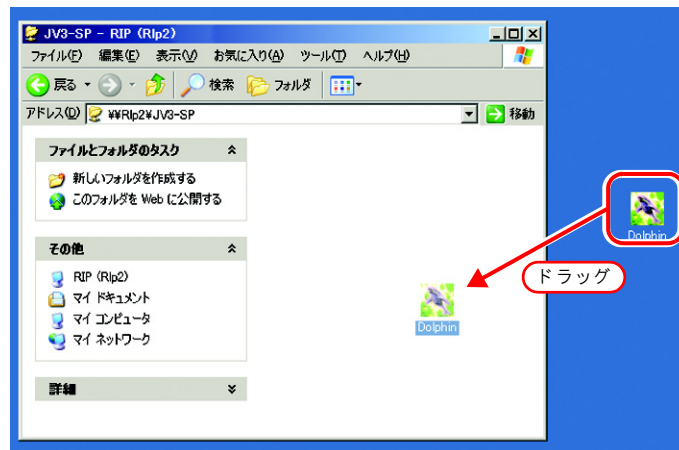 JV3-SP - RIP (RIp2)
ファイル(F) 編集(E) 表示(V) お気に入り(A) ツール(T) ヘルプ(H)
戻る 検索 フォルダ
アドレス(D) ¥¥RIp2¥JV3-SP 移動
ファイルとフォルダのタスク
新しいフォルダを作成する
このフォルダを Web に公開する
Dolphin
ドラッグ
その他
RIP (RIp2)
マイ ドキュメント
マイ コンピュータ
マイ ネットワーク
Dolphin
詳細